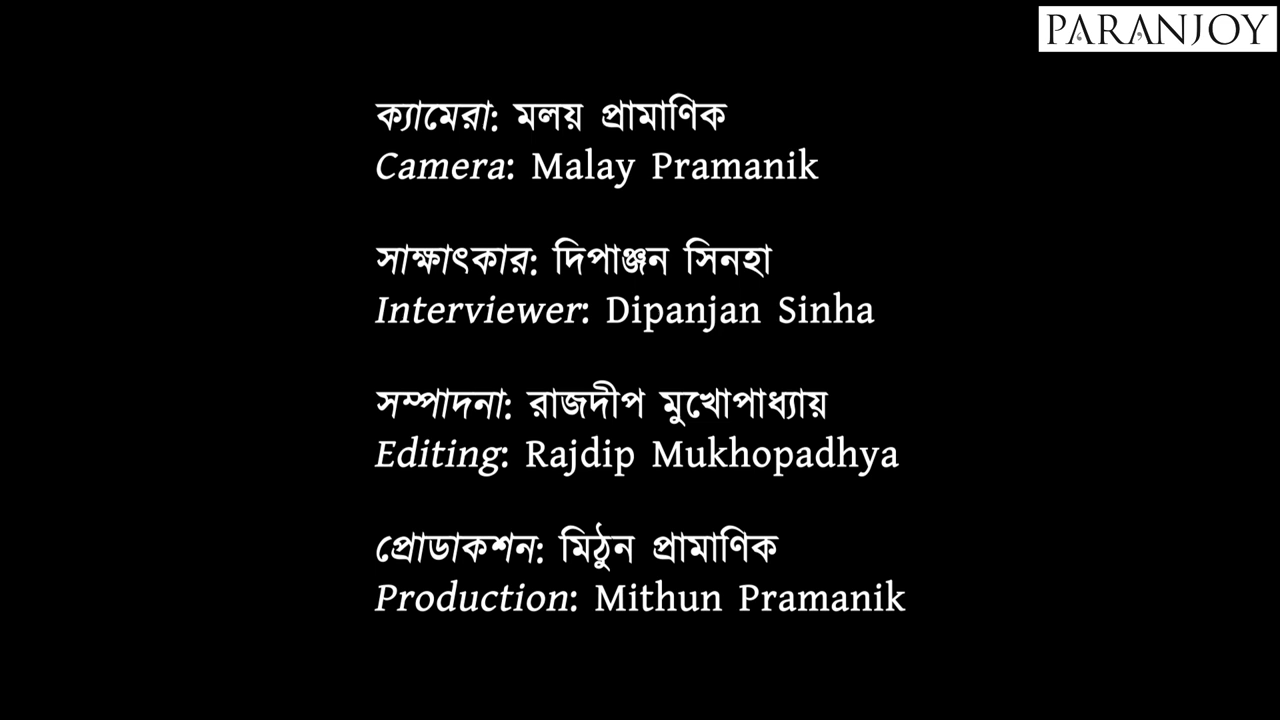 PARANJOY
ক্যামেরা: মলয় প্রামাণিক
Camera: Malay Pramanik
সাক্ষাৎকার: দিপাঞ্জন সিনহা
Interviewer: Dipanjan Sinha
সম্পাদনা: রাজদীপ মুখোপাধ্যায়
Editing: Rajdip Mukhopadhya
প্রোডাকশন: মিঠুন প্রামাণিক
Production: Mithun Pramanik